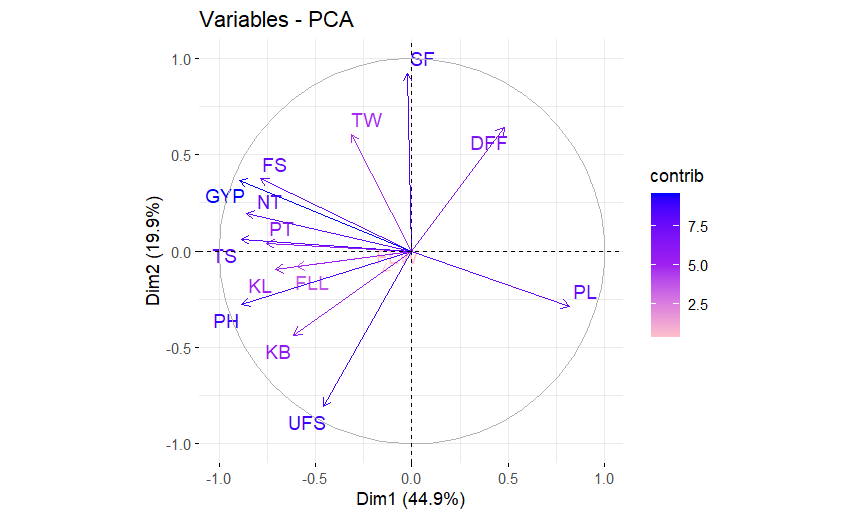 Variables - PCA
1.0
0.5
0.0
-0.5
-1.0
Dim2 (19.9%)
SF
TW
DFF
FS
GYP
NT
PT
TS
KL
FLL
PL
PH
KB
UFS
-1.0
-0.5
0.0
0.5
1.0
Dim1 (44.9%)
contrib
7.5
5.0
2.5